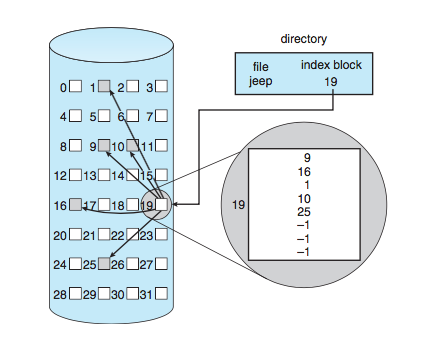 directory
file index block
jeep 19
0 1 2 3
4 5 6 7
8 9 10 11
12 13 14 15
16 17 18 19
20 21 22 23
24 25 26 27
28 29 30 31
19
9
16
1
10
25
–1
–1
–1